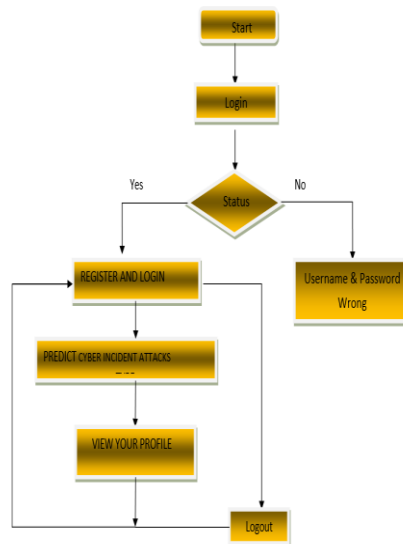 Start
Login
Status
Yes
No
REGISTER AND LOGIN
Username & Password
Wrong
PREDICT CYBER INCIDENT ATTACKS
VIEW YOUR PROFILE
Logout